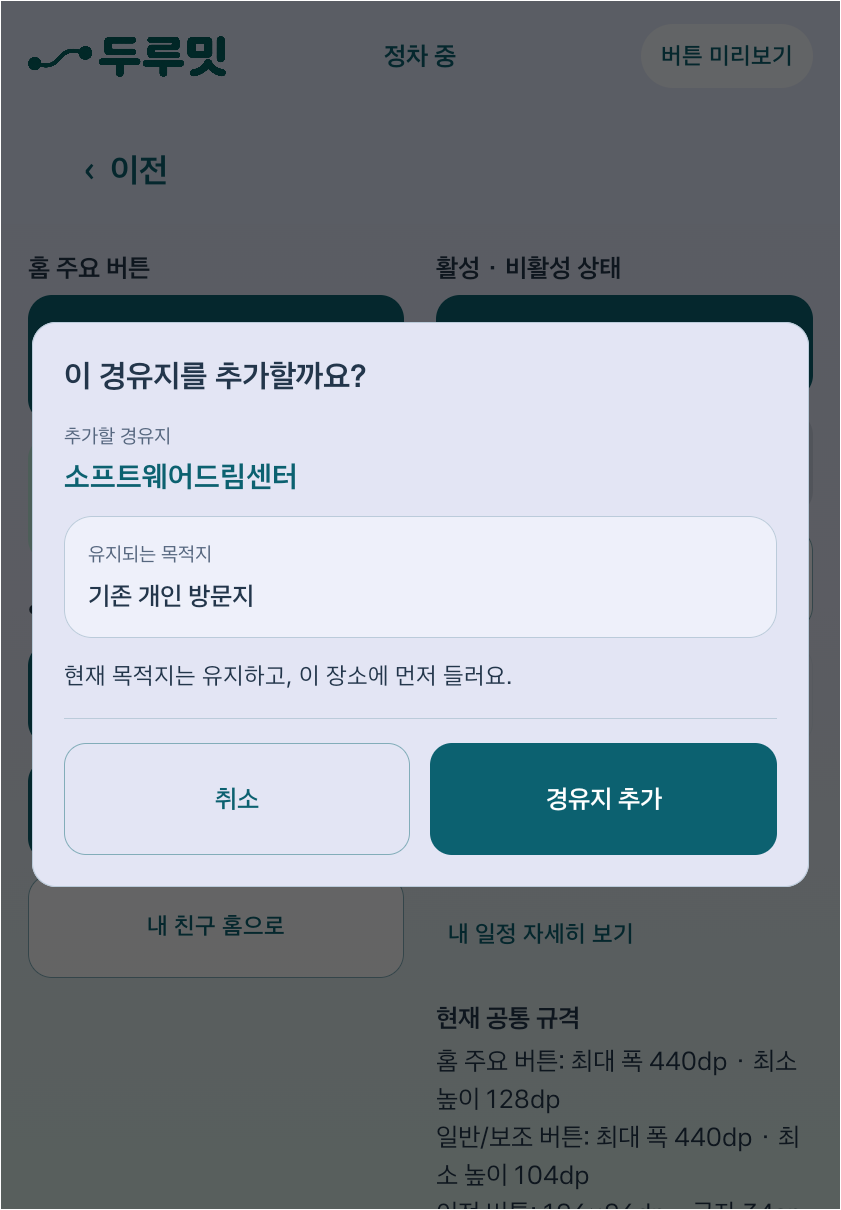 두루밋
정차 중
버튼 미리보기
‹ 이전
홈 주요 버튼
활성 · 비활성 상태
이 경유지를 추가할까요?
추가할 경유지
소프트웨어드림센터
유지되는 목적지
기존 개인 방문지
현재 목적지는 유지하고, 이 장소에 먼저 들러요.
취소
경유지 추가
내 친구 홈으로
내 일정 자세히 보기
현재 공통 규격
홈 주요 버튼: 최대 폭 440dp · 최소
높이 128dp
일반/보조 버튼: 최대 폭 440dp · 최
소 높이 104dp